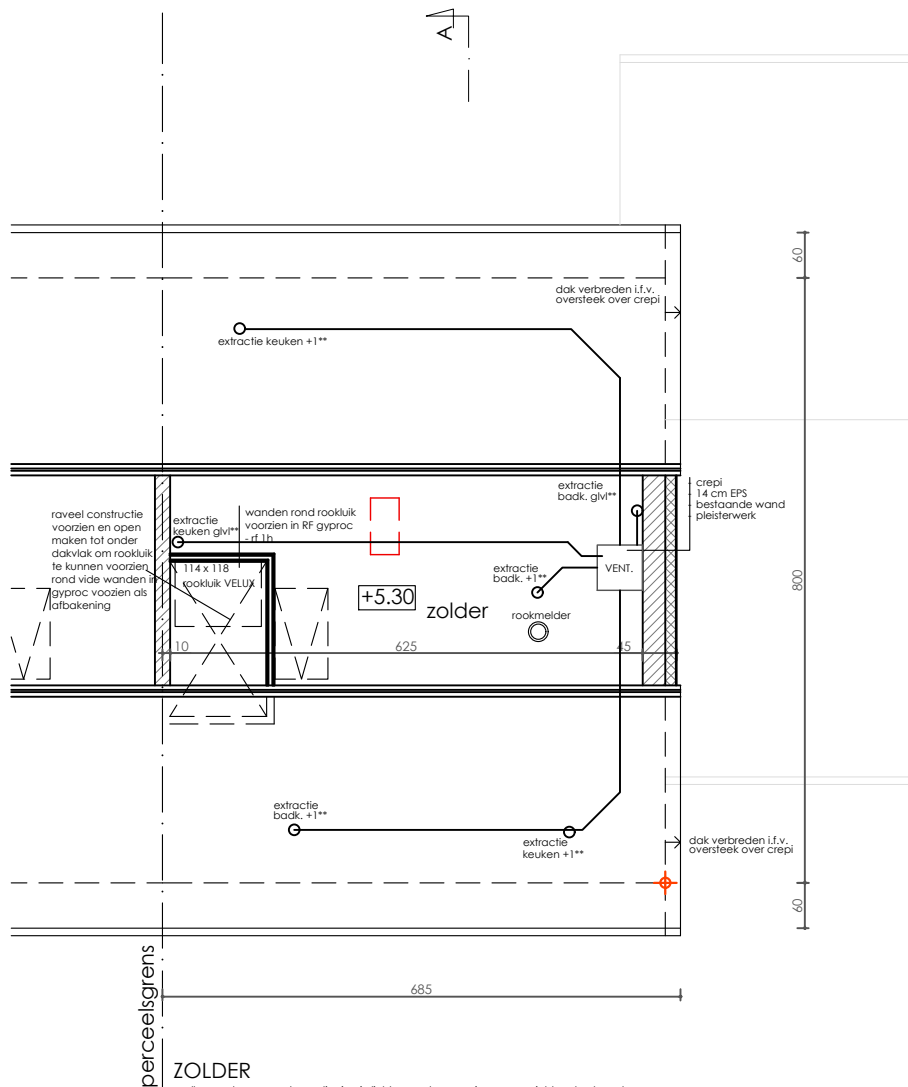 A
60
dak verbreden i.f.v.
oversteek over crepi
extractie keuken +1**
extractie
badk. glvl**
crepi
14 cm EPS
bestaande wand
pleisterwerk
raveel constructie
voorzien en open
maken tot onder
dakvlak om rookluik
te kunnen voorzien
rond vide wanden in
gyproc voozien als
afbakening
extractie
keuken glvl**
wanden rond rookluik
voorzien in RF gyproc
- rf 1h
114 x 118
rookluik VELUX
extractie
badk. +1**
VENT.
800
+5.30
zolder
rookmelder
10
625
45
extractie
badk. +1**
extractie
keuken +1**
dak verbreden i.f.v.
oversteek over crepi
60
685
perceelsgrens
ZOLDER